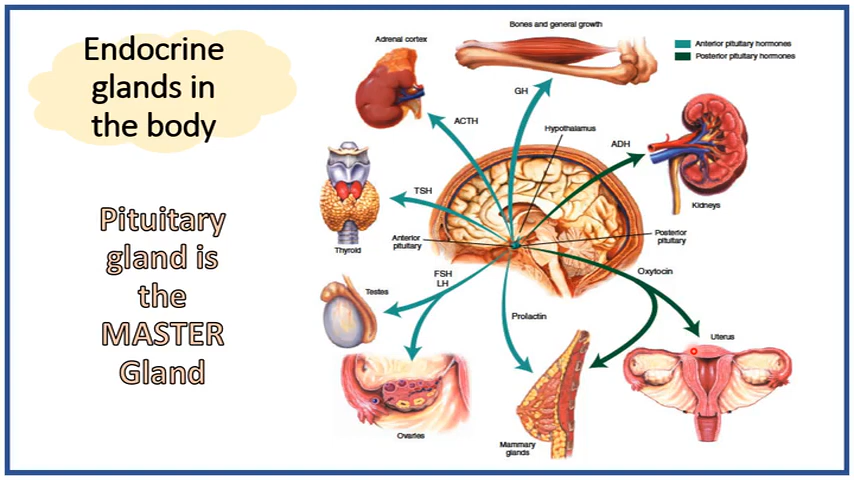 Endocrine
glands in
the body
Pituitary
gland is
the
MASTER
Gland
Bones and general growth
Adrenal cortex
Anterior pituitary hormones
Posterior pituitary hormones
GH
ACTH
Hypothalamus
ADH
TSH
Kidneys
Thyroid
Anterior
pituitary
Posterior
pituitary
FSH
LH
Oxytocin
Testes
Prolactin
Uterus
Ovaries
Mammary
glands